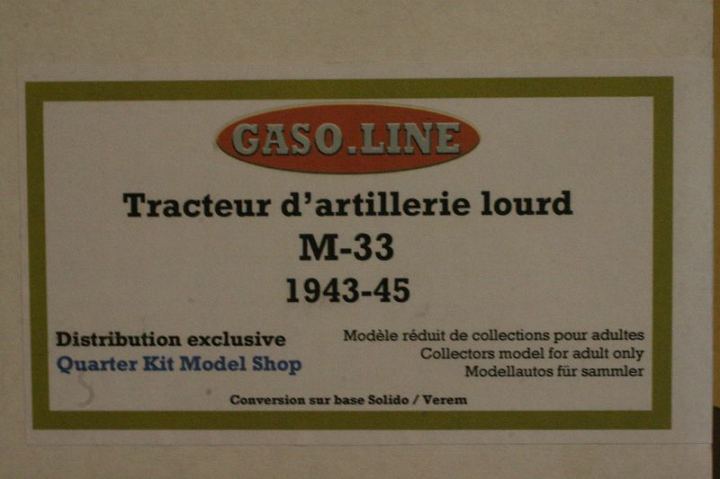 GASO.LINE
Tracteur d'artillerie lourd
M-33
1943-45
Distribution exclusive
Quarter Kit Model Shop
Modèle réduit de collections pour adultes
Collectors model for adult only
Modellautos für sammler
Conversion sur base Solido / Verem